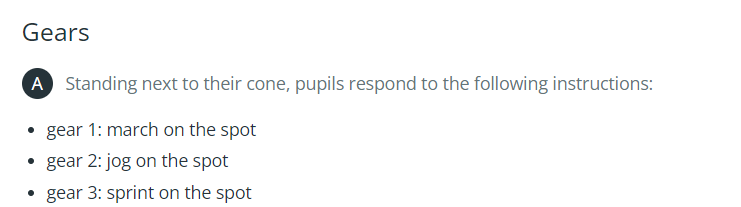 Gears
A Standing next to their cone, pupils respond to the following instructions:
• gear 1: march on the spot
• gear 2: jog on the spot
• gear 3: sprint on the spot